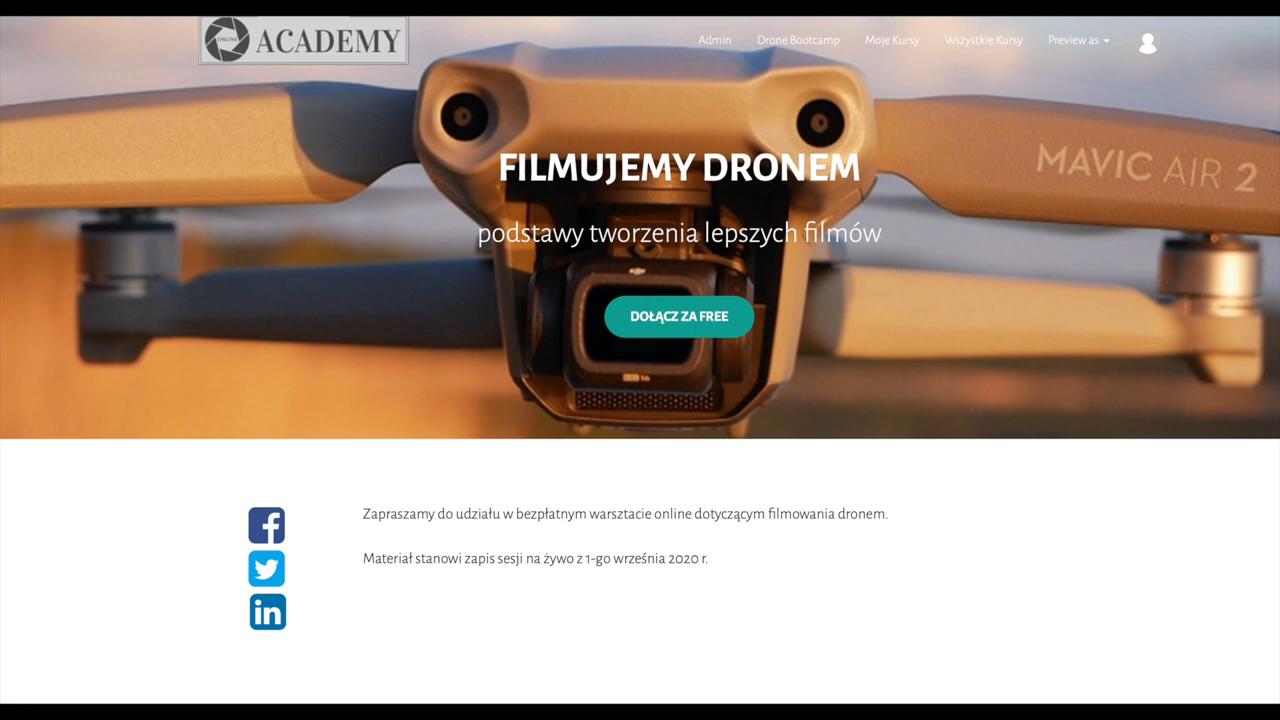 ONLINE
ACADEMY
Admin
Drone Bootcamp
Moje Kursy
Wszystkie Kursy
Preview as
MAVIC AIR 2
FILMUJEMY DRONEM
podstawy tworzenia lepszych filmów
DOŁĄCZ ZA FREE
Zapraszamy do udziału w bezpłatnym warsztacie online dotyczącym filmowania dronem.
Materiał stanowi zapis sesji na żywo z 1-go września 2020 r.
in